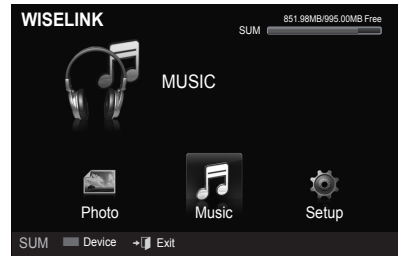 WISELINK
851.98MB/995.00MB Free
SUM
MUSIC
Photo Music Setup
SUM Device Exit